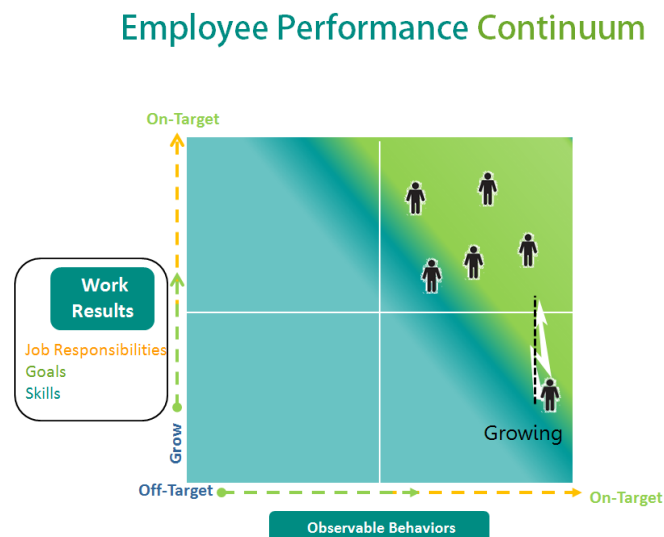 Employee Performance Continuum
On-Target
Work
Results
Job Responsibilities
Goals
Skills
Grow
Growing
Off-Target
On-Target
Observable Behaviors